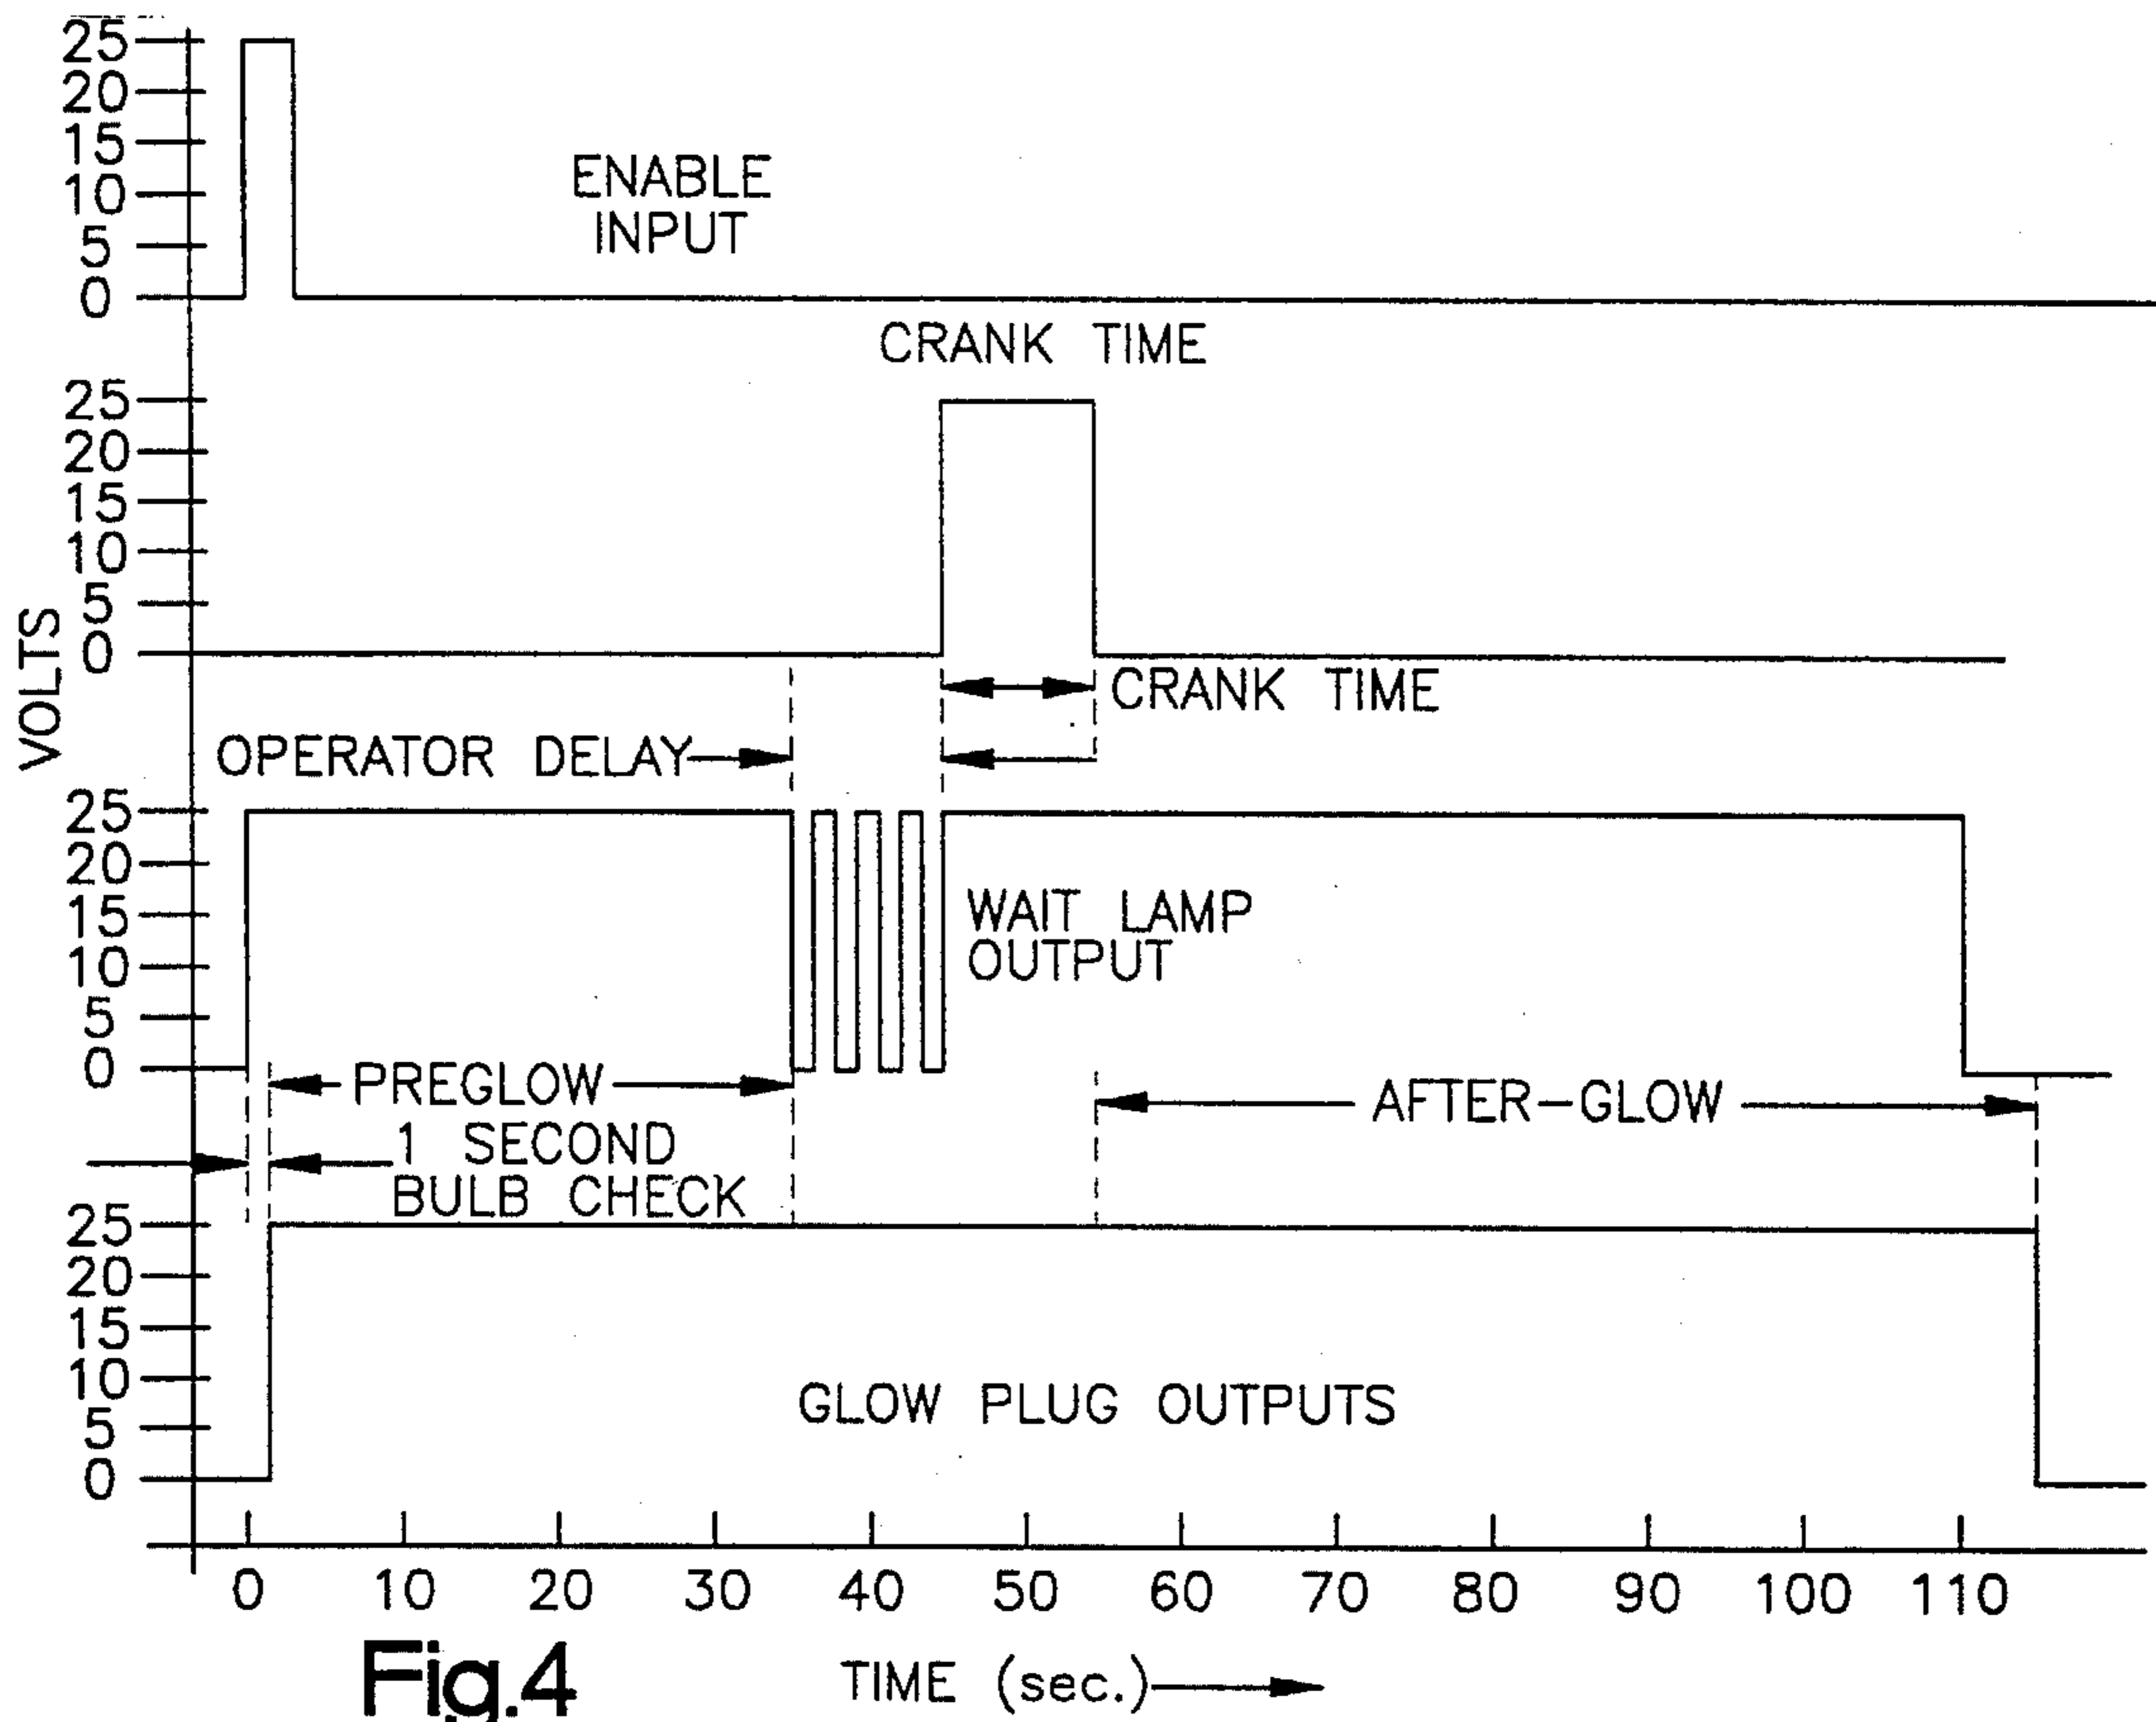 25
20
15
10
5
0
ENABLE
INPUT
CRANK TIME
25
20
15
10
5
0
VOLTS
CRANK TIME
OPERATOR DELAY
25
20
15
10
5
0
WAIT LAMP
OUTPUT
PREGLOW
AFTER-GLOW
1 SECOND
BULB CHECK
25
20
15
10
5
0
GLOW PLUG OUTPUTS
0 10 20 30 40 50 60 70 80 90 100 110
Fig.4
TIME (sec.)